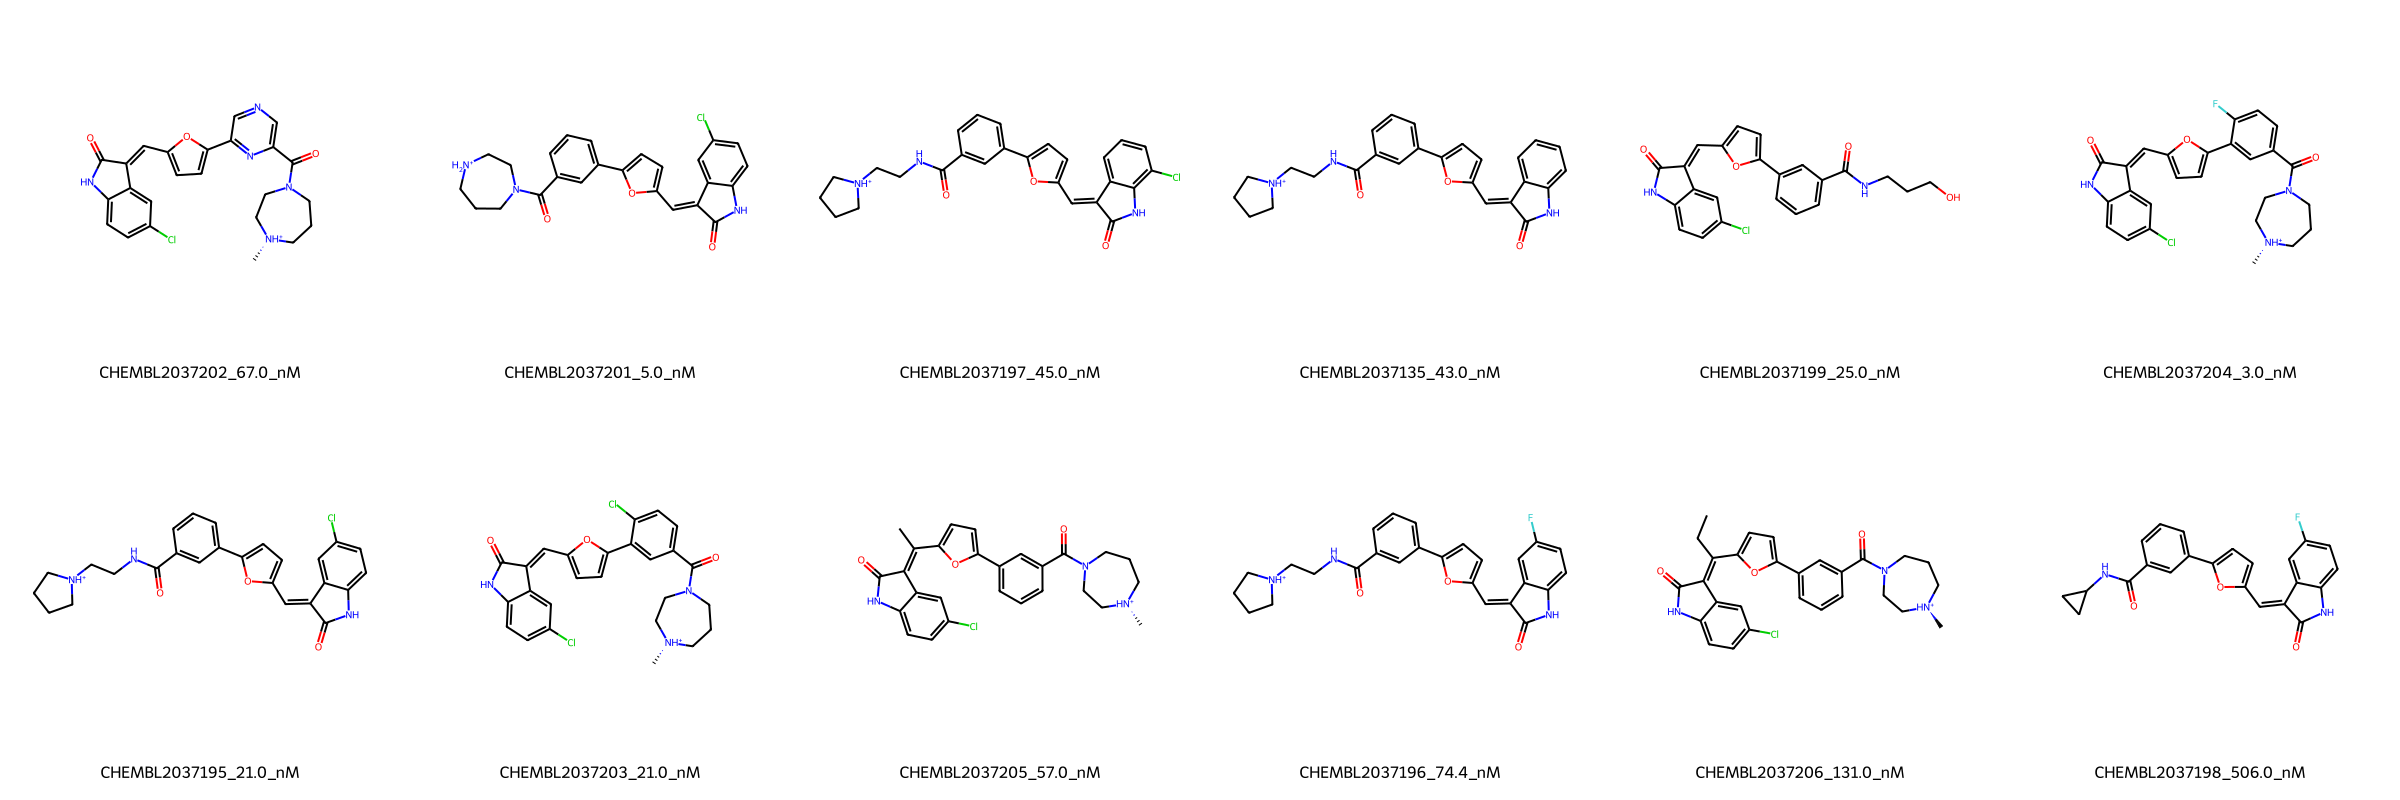 CHEMBL2037202_67.0_nM
CHEMBL2037201_5.0_nM
CHEMBL2037197_45.0_nM
CHEMBL2037135_43.0_nM
CHEMBL2037199_25.0_nM
CHEMBL2037204_3.0_nM
CHEMBL2037195_21.0_nM
CHEMBL2037203_21.0_nM
CHEMBL2037205_57.0_nM
CHEMBL2037196_74.4_nM
CHEMBL2037206_131.0_nM
CHEMBL2037198_506.0_nM